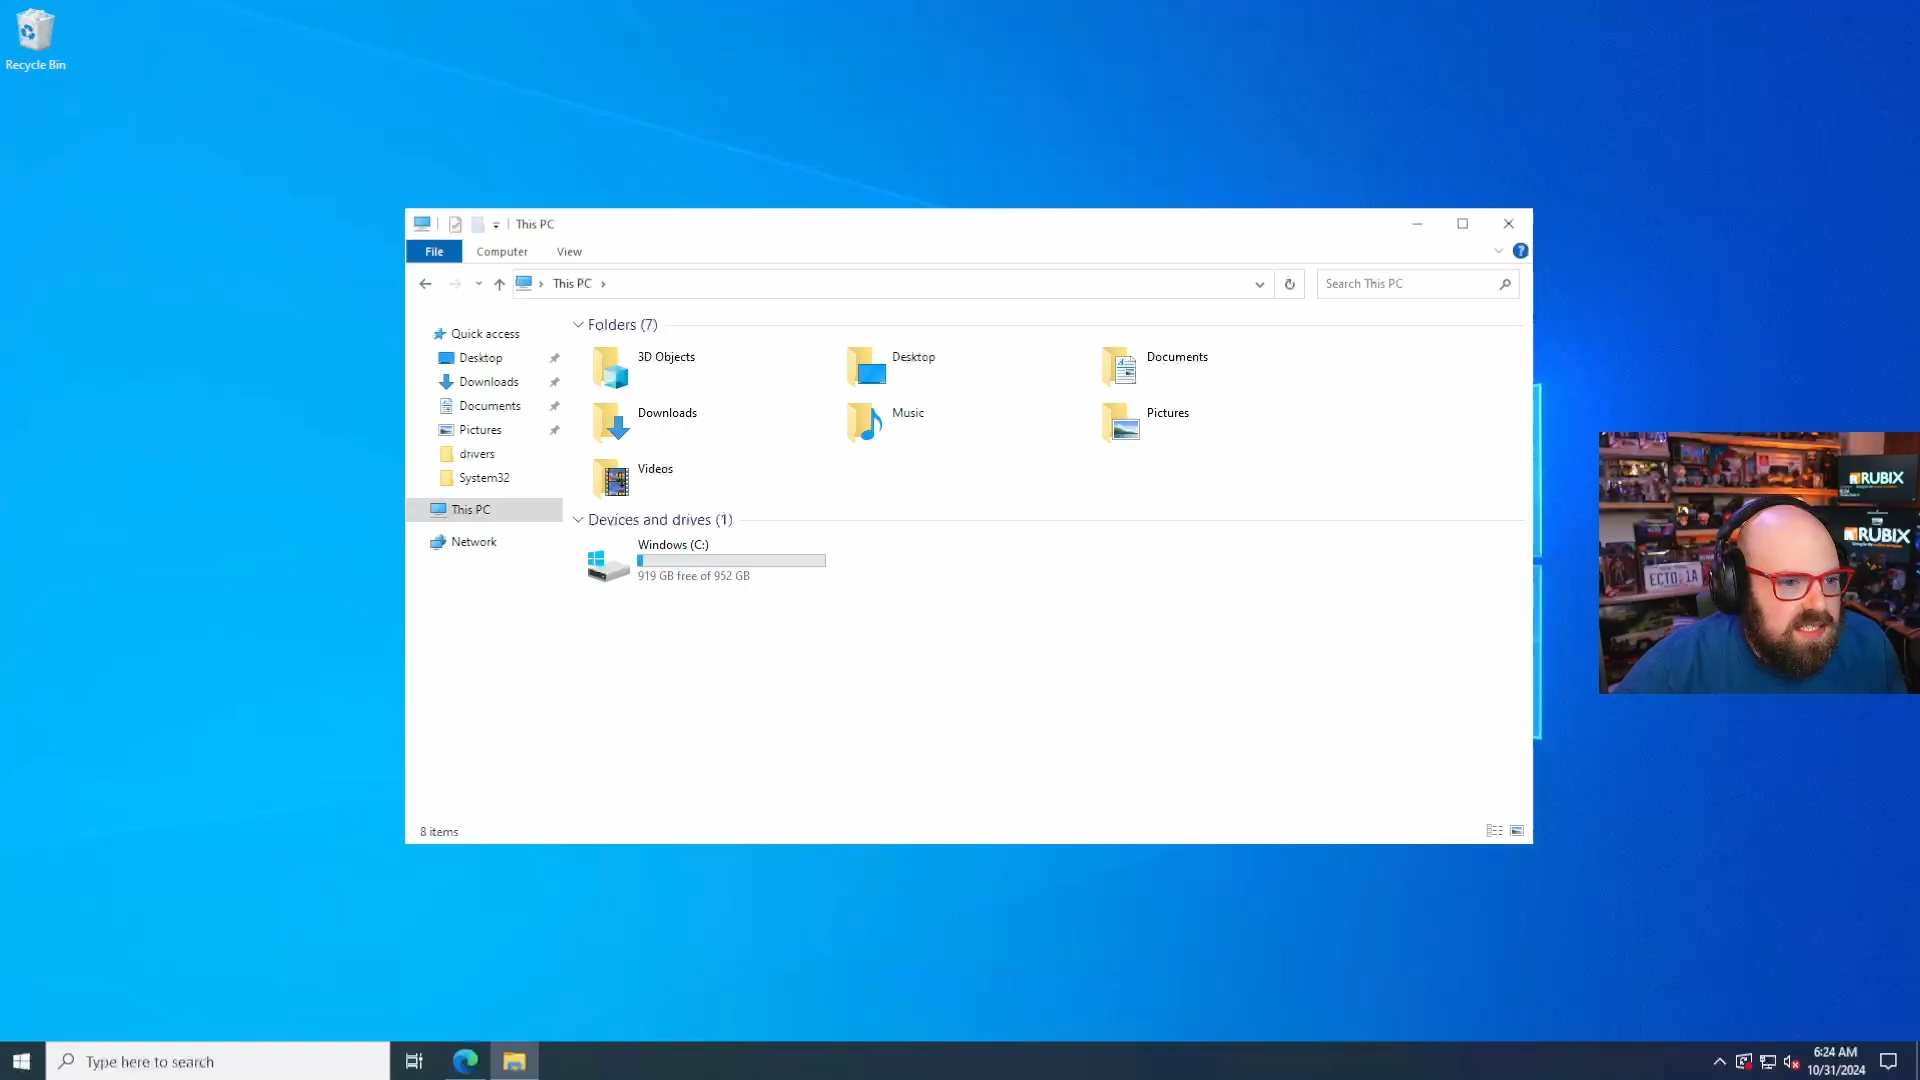 Recycle Bin
This PC
File
Computer
View
?
This PC
Search This PC
Quick access
Desktop
Downloads
Documents
Pictures
drivers
System32
This PC
Network
Folders (7)
3D Objects
Desktop
Documents
Downloads
Music
Pictures
Videos
Devices and drives (1)
Windows (C:)
919 GB free of 952 GB
8 items
RUBIX
RUBIX
ECTO-1A
Type here to search
6:24 AM
10/31/2024